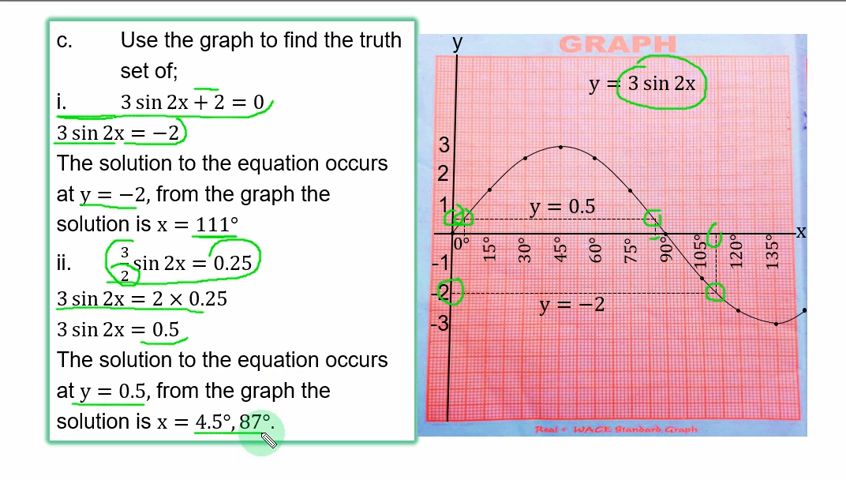 c. Use the graph to find the truth
set of;
i. 3 sin 2x + 2 = 0
3 sin 2x = −2
The solution to the equation occurs
at y = −2, from the graph the
solution is x = 111°
ii. 3/2 sin 2x = 0.25
3 sin 2x = 2 × 0.25
3 sin 2x = 0.5
The solution to the equation occurs
at y = 0.5, from the graph the
solution is x = 4.5°, 87°.
y
GRAPH
y = 3 sin 2x
3
2
1
y = 0.5
x
0° 15° 30° 45° 60° 75° 90° 105° 120° 135°
-1
-2
y = −2
-3
Real + WACE Standard Graph